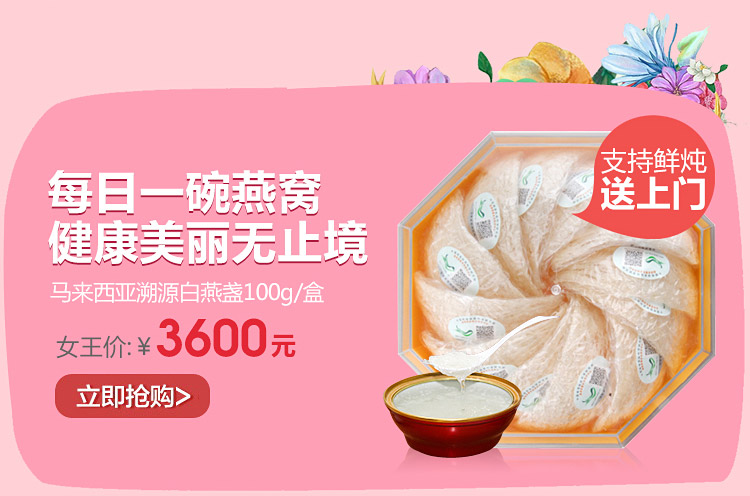 每日一碗燕窝
健康美丽无止境
马来西亚溯源白燕盏100g/盒
女王价:¥3600元
立即抢购>
支持鲜炖
送上门